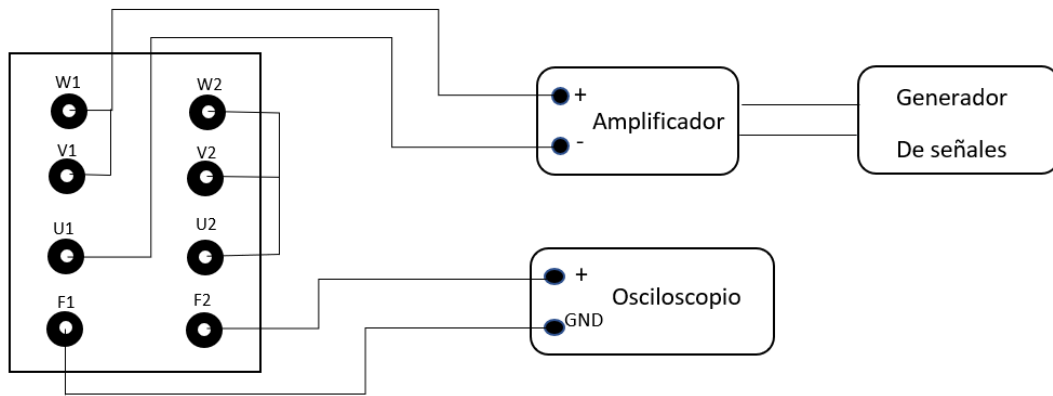 W1
W2
V1
V2
U1
U2
F1
F2
+
Amplificador
-
Generador
De señales
+
Osciloscopio
GND